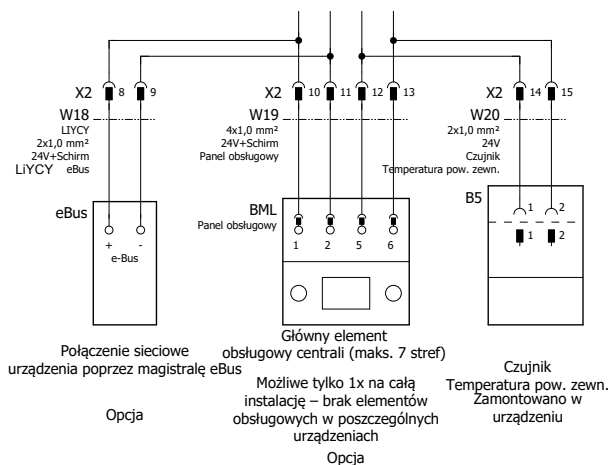 X2 8 9
W18
LIYCY
2x1,0 mm²
24V+Schirm
LiYCY eBus
eBus
+ -
e-Bus
Połączenie sieciowe
urządzenia poprzez magistralę eBus
Opcja
X2 10 11 12 13
W19
4x1,0 mm²
24V+Schirm
Panel obsługowy
BML
Panel obsługowy
1 2 5 6
Główny element
obsługowy centrali (maks. 7 stref)
Możliwe tylko 1x na całą
instalację – brak elementów
obsługowych w poszczególnych
urządzeniach
Opcja
X2 14 15
W20
2x1,0 mm²
24V
Czujnik
Temperatura pow. zewn.
B5
1 2
1 2
Czujnik
Temperatura pow. zewn.
Zamontowano w
urządzeniu